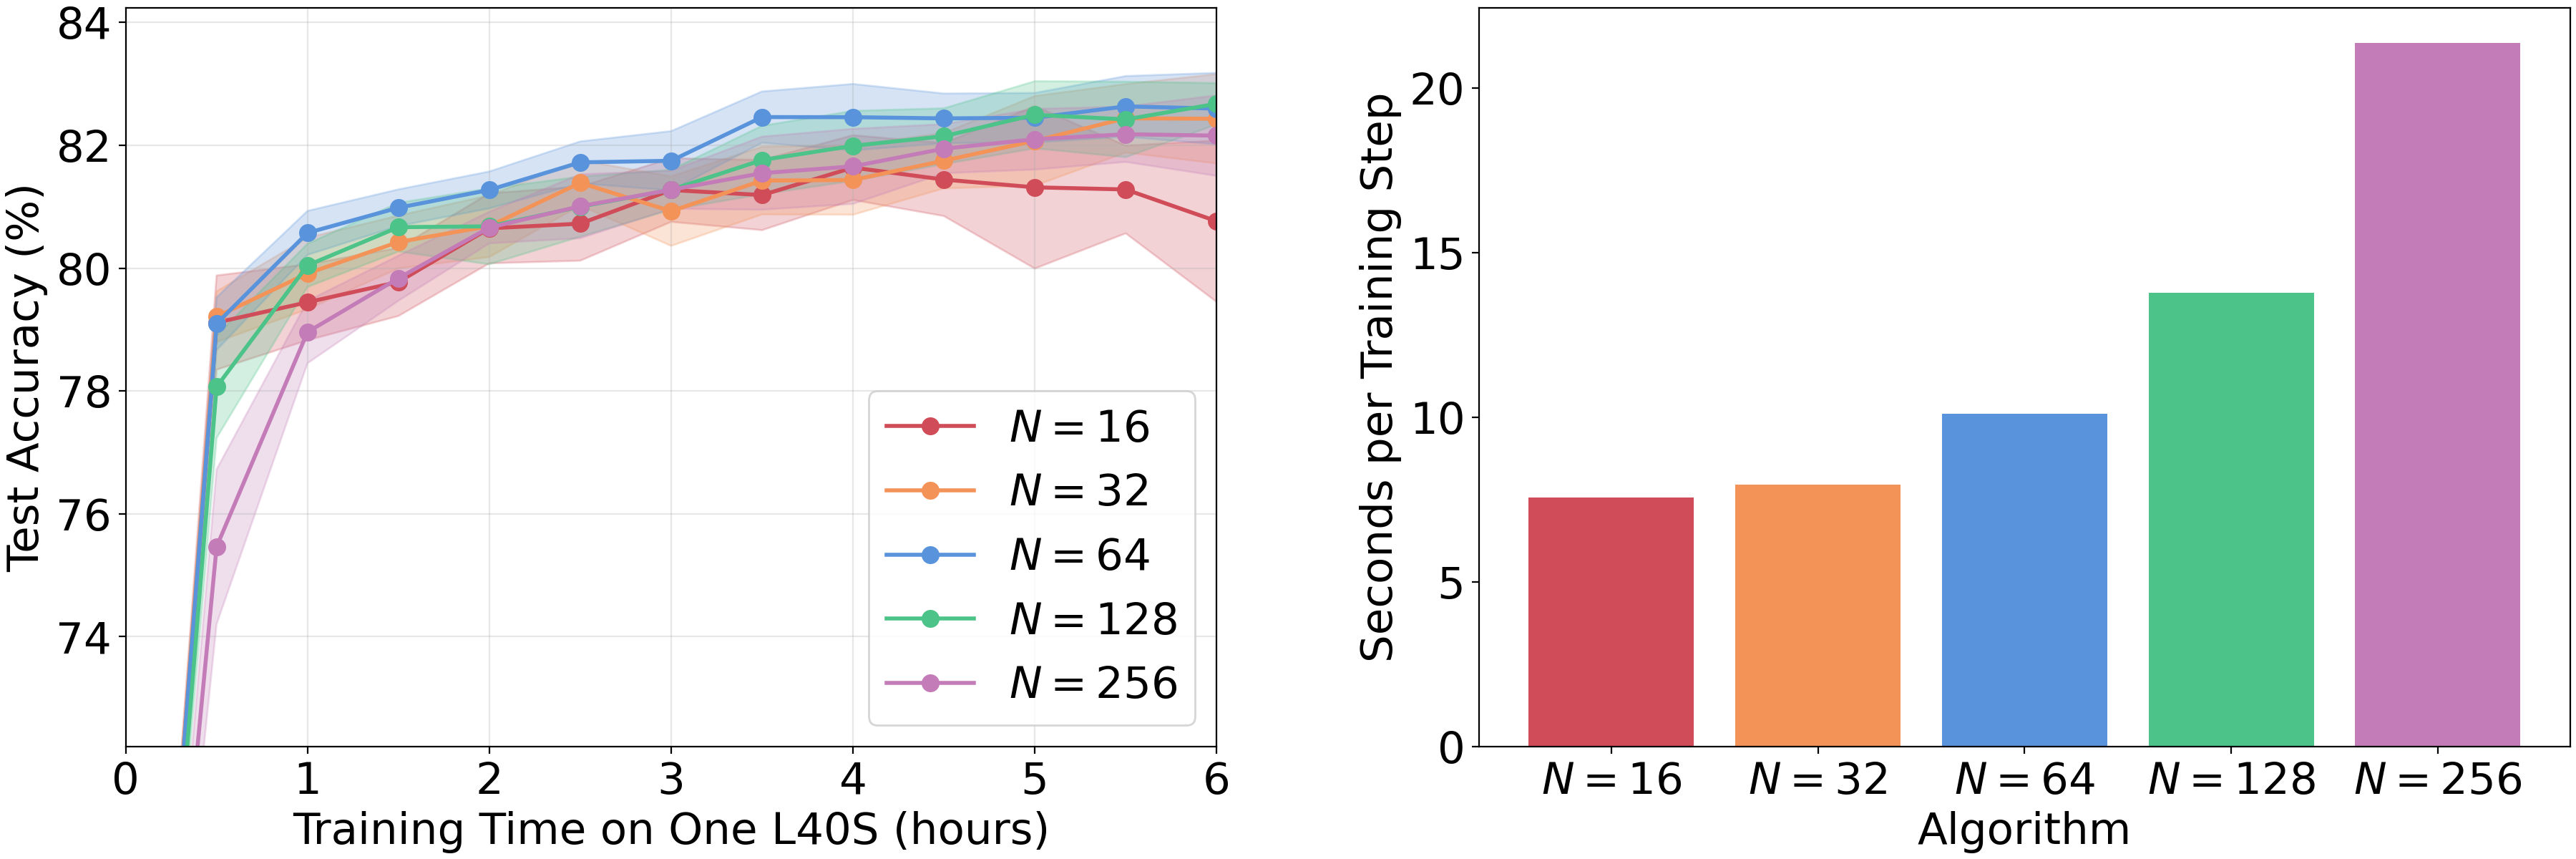 Test Accuracy (%)
84
82
80
78
76
74
0 1 2 3 4 5 6
Training Time on One L40S (hours)
N = 16
N = 32
N = 64
N = 128
N = 256
Seconds per Training Step
20
15
10
5
0
N = 16 N = 32 N = 64 N = 128 N = 256
Algorithm